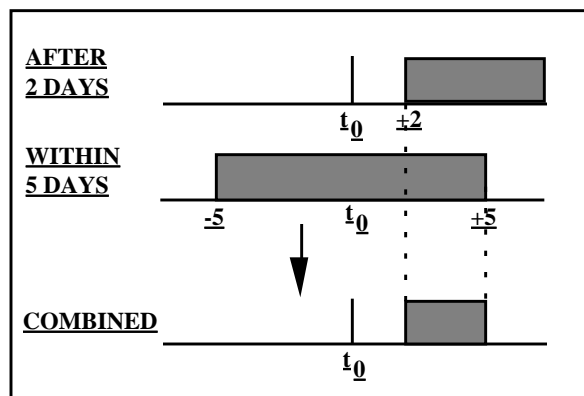 AFTER
2 DAYS
t0
+2
WITHIN
5 DAYS
-5
t0
+5
COMBINED
t0